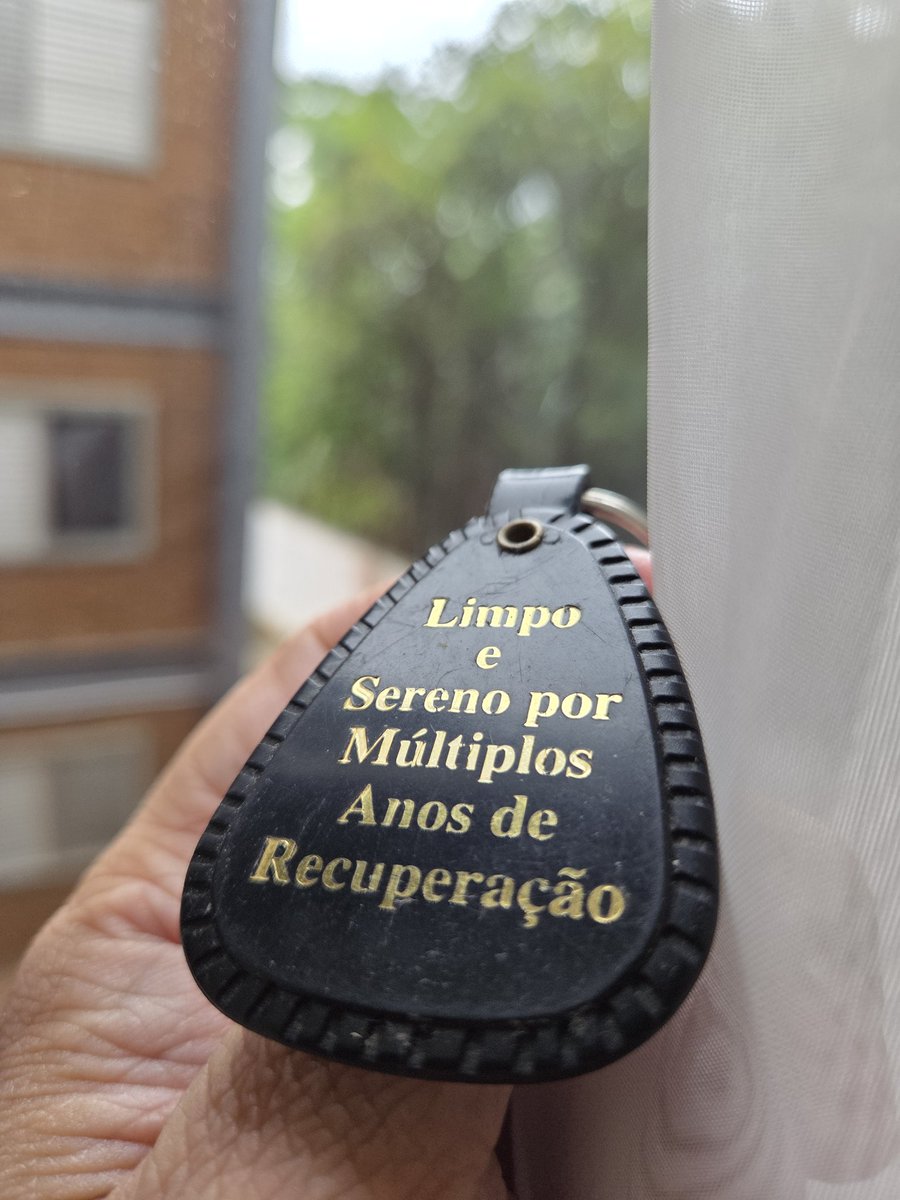 Limpo
e
Sereno por
Múltiplos
Anos de
Recuperação